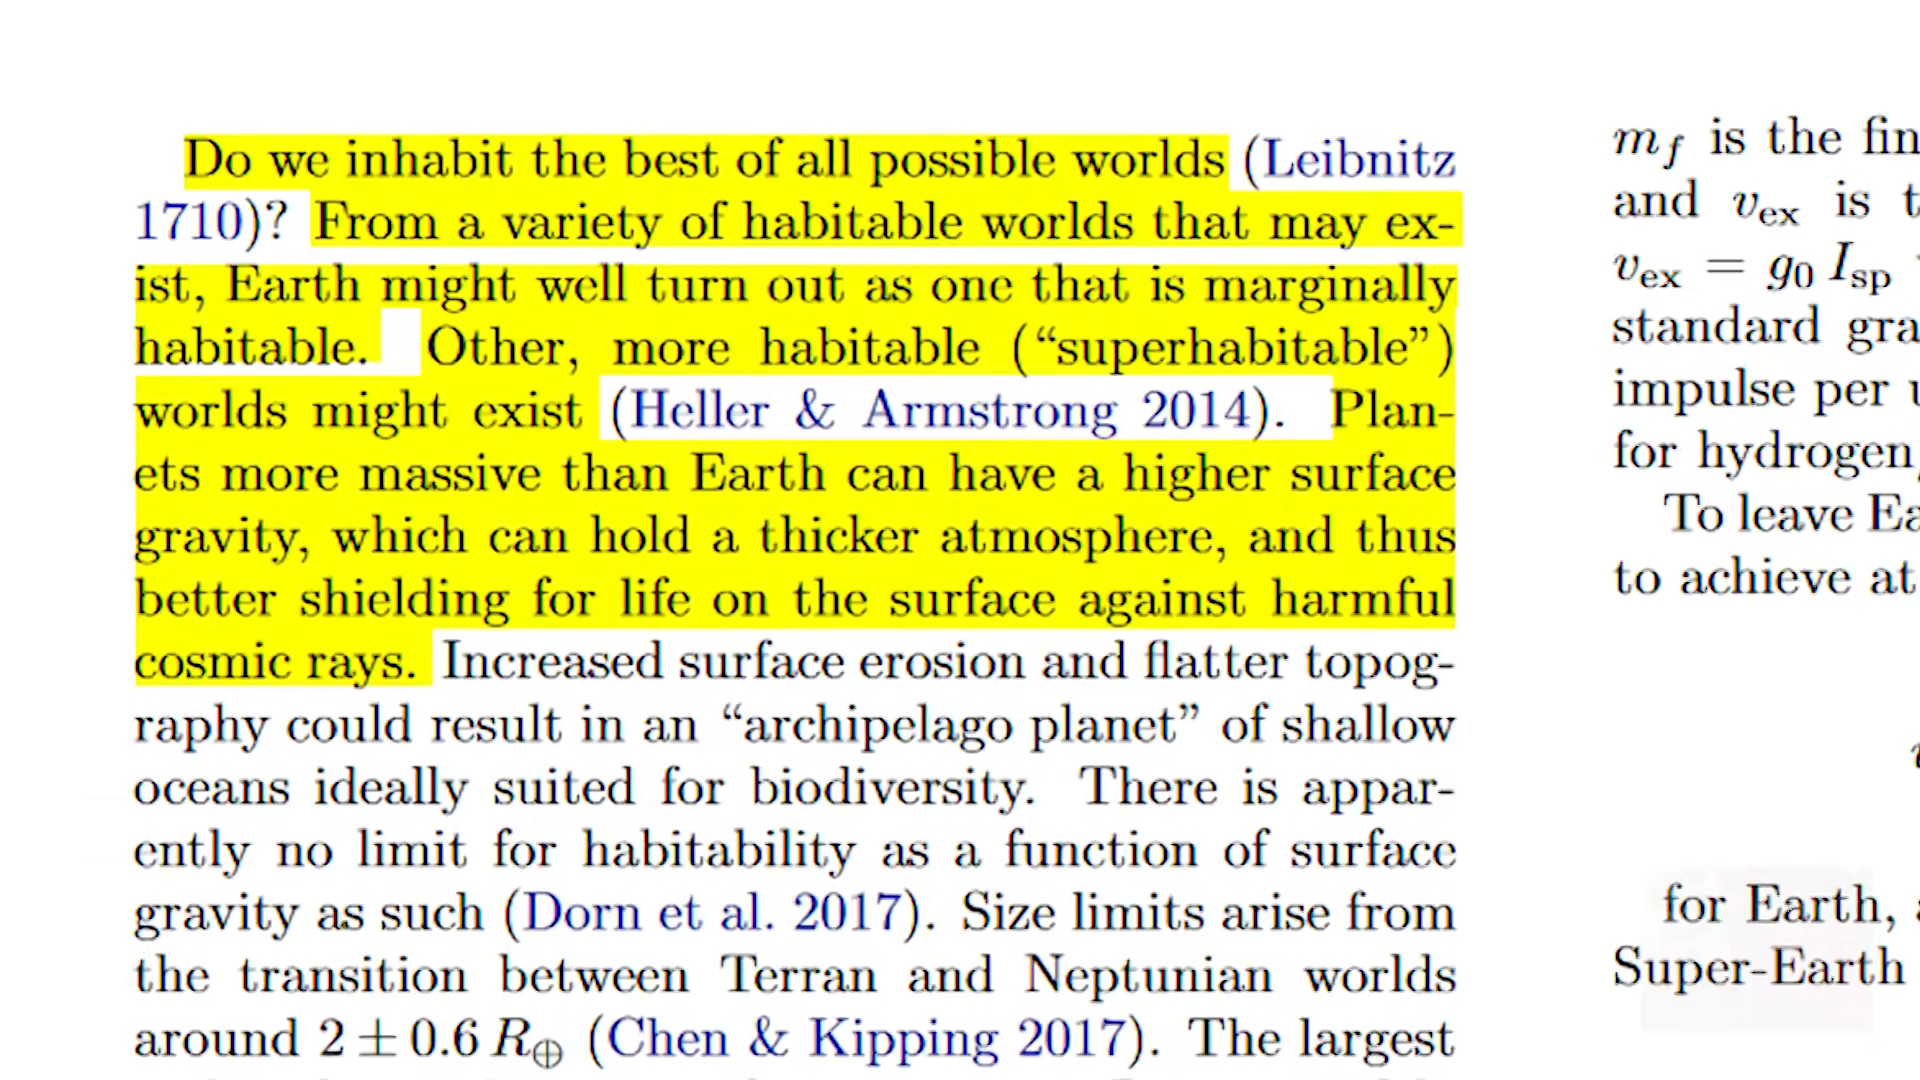 Do we inhabit the best of all possible worlds (Leibnitz
1710)? From a variety of habitable worlds that may ex-
ist, Earth might well turn out as one that is marginally
habitable. Other, more habitable (“superhabitable”)
worlds might exist (Heller & Armstrong 2014). Plan-
ets more massive than Earth can have a higher surface
gravity, which can hold a thicker atmosphere, and thus
better shielding for life on the surface against harmful
cosmic rays. Increased surface erosion and flatter topog-
raphy could result in an “archipelago planet” of shallow
oceans ideally suited for biodiversity. There is appar-
ently no limit for habitability as a function of surface
gravity as such (Dorn et al. 2017). Size limits arise from
the transition between Terran and Neptunian worlds
around 2 ± 0.6 R⊕ (Chen & Kipping 2017). The largest
m_f is the fin
and v_ex is t
v_ex = g_0 I_sp
standard gra
impulse per u
for hydrogen,
To leave Ea
to achieve at
for Earth, a
Super-Earth